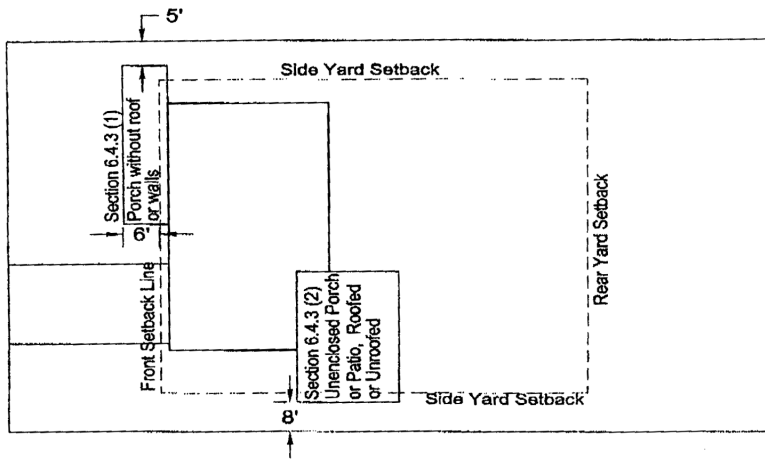 5'
Side Yard Setback
Section 6.4.3 (1)
Porch without roof
or walls
6'
Front Setback Line
Section 6.4.3 (2)
Unenclosed Porch
or Patio, Roofed
or Unroofed
Rear Yard Setback
Side Yard Setback
8'